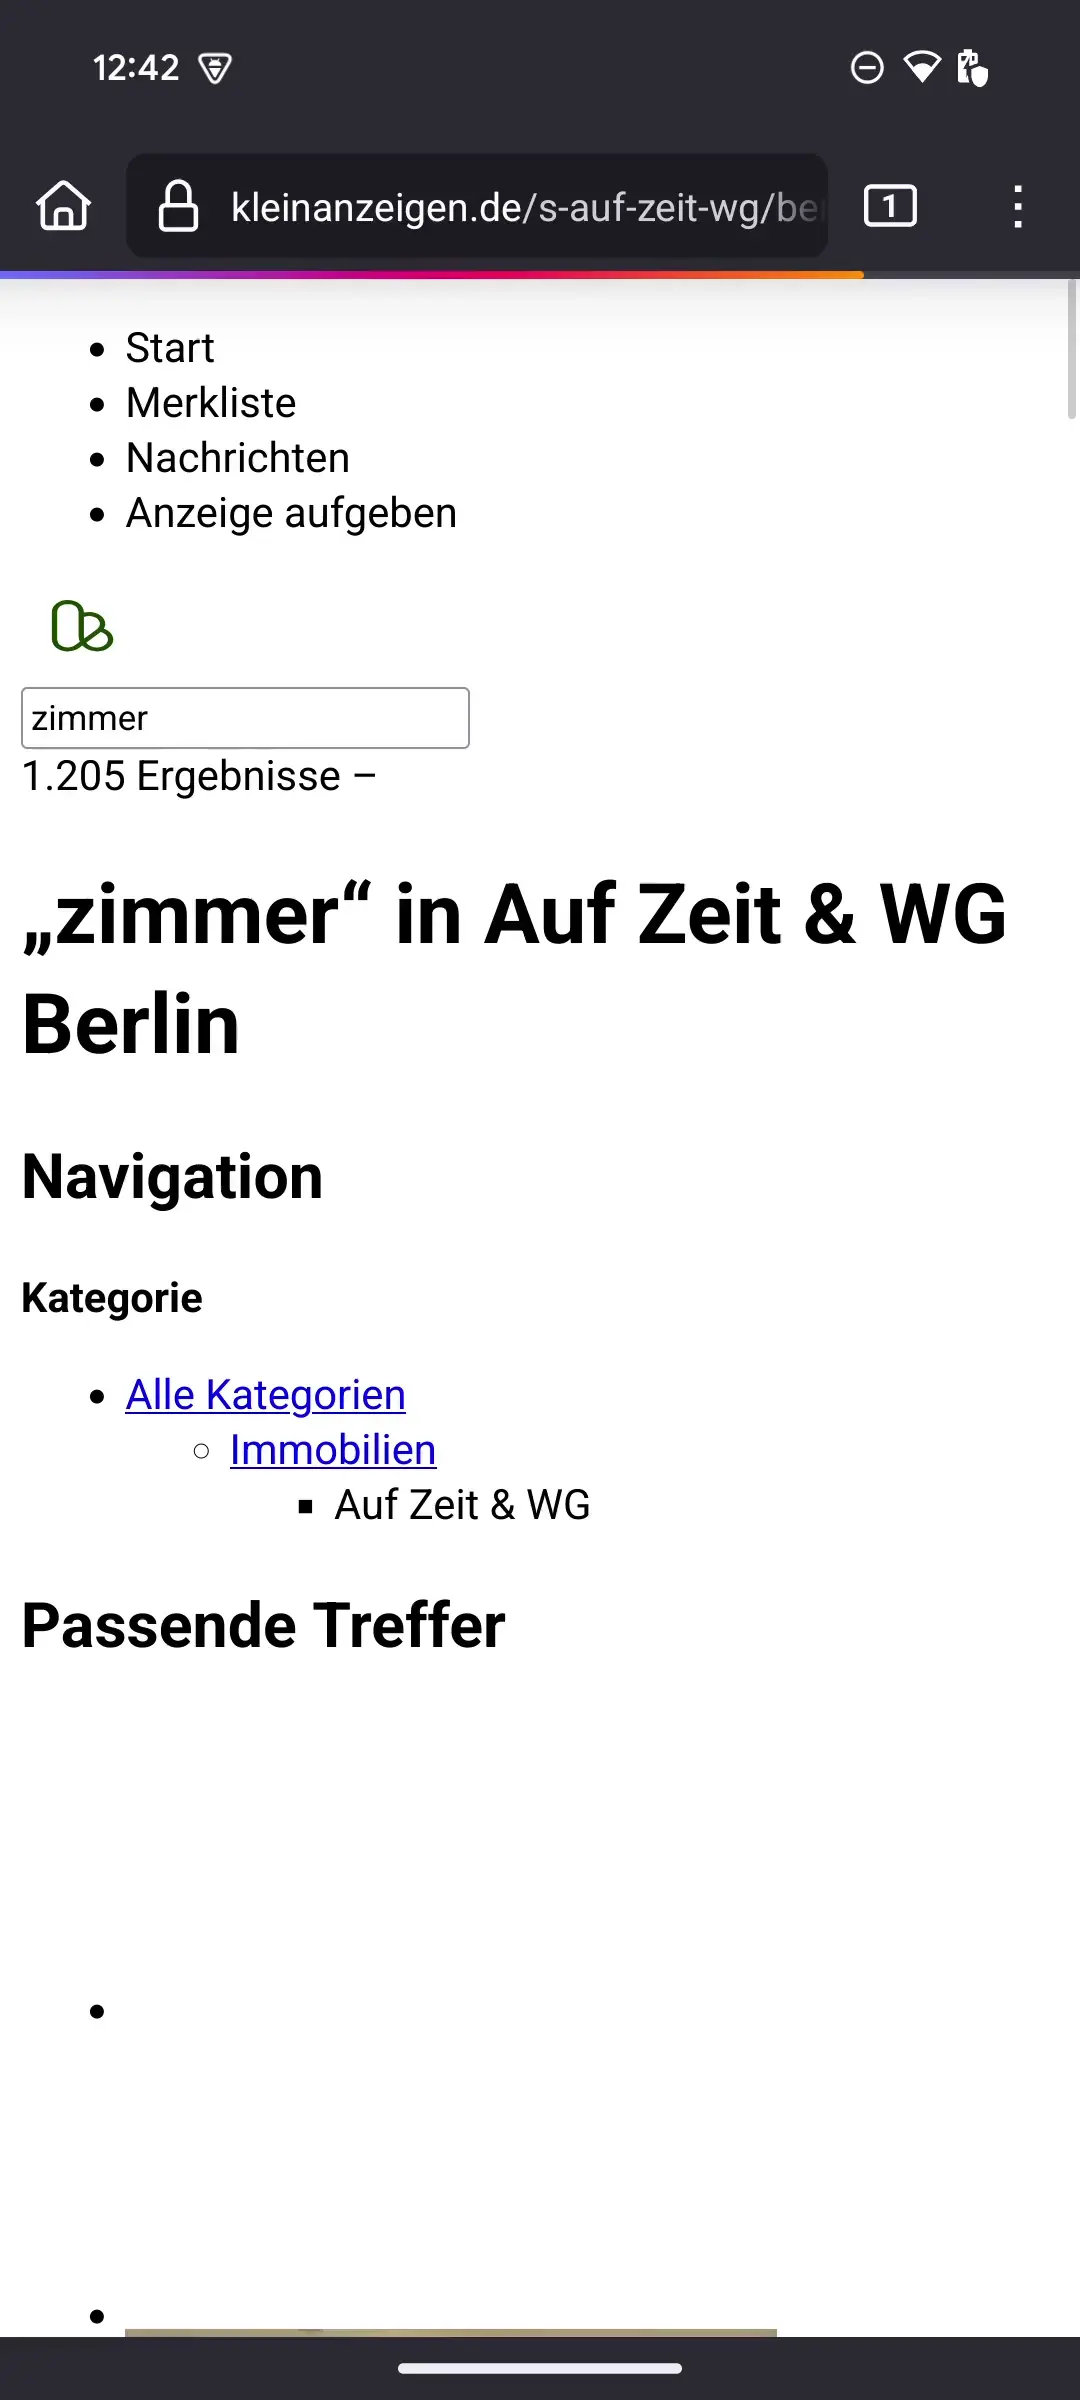 12:42
kleinanzeigen.de/s-auf-zeit-wg/be
1
Start
Merkliste
Nachrichten
Anzeige aufgeben
zimmer
1.205 Ergebnisse –
„zimmer“ in Auf Zeit & WG
Berlin
Navigation
Kategorie
Alle Kategorien
Immobilien
Auf Zeit & WG
Passende Treffer